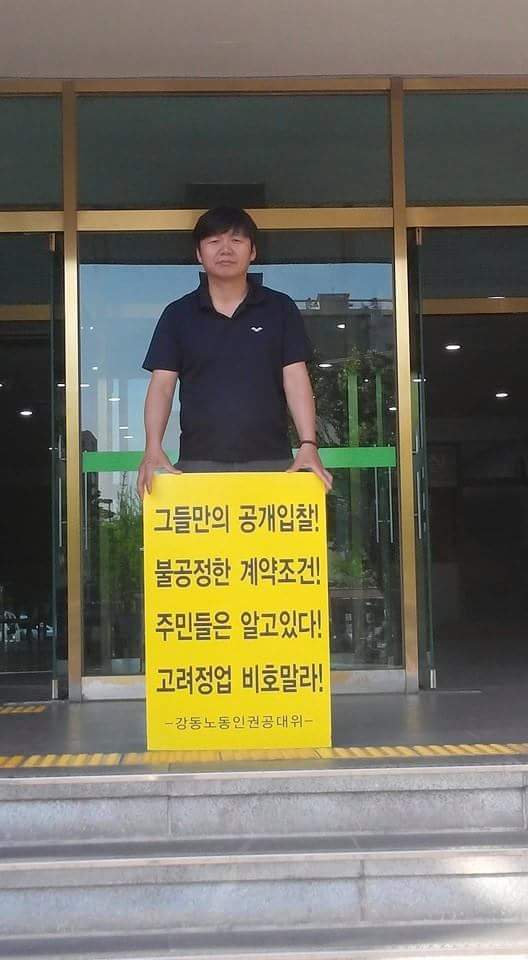 그들만의 공개입찰!
불공정한 계약조건!
주민들은 알고있다!
고려정업 비호말라!
-강동노동인권공대위-